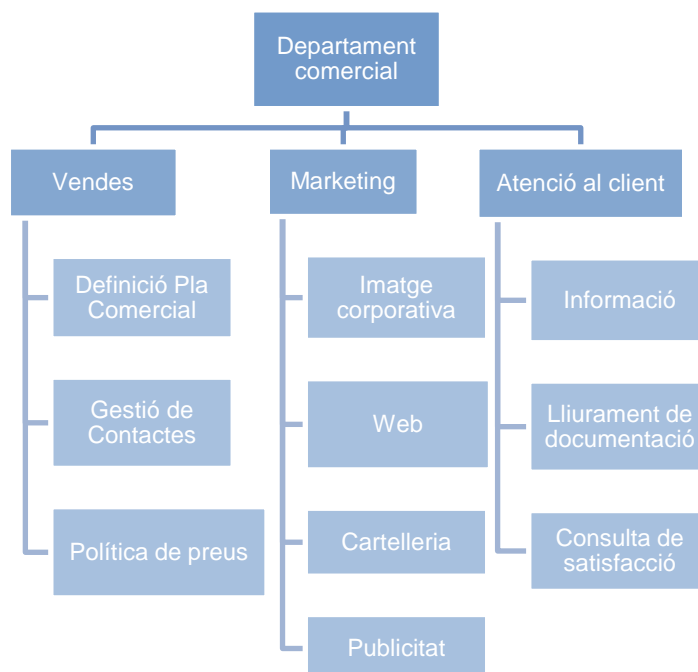 Departament
comercial
Vendes
Marketing
Atenció al client
Definició Pla
Comercial
Gestió de
Contactes
Política de preus
Imatge
corporativa
Web
Cartelleria
Publicitat
Informació
Lliurament de
documentació
Consulta de
satisfacció